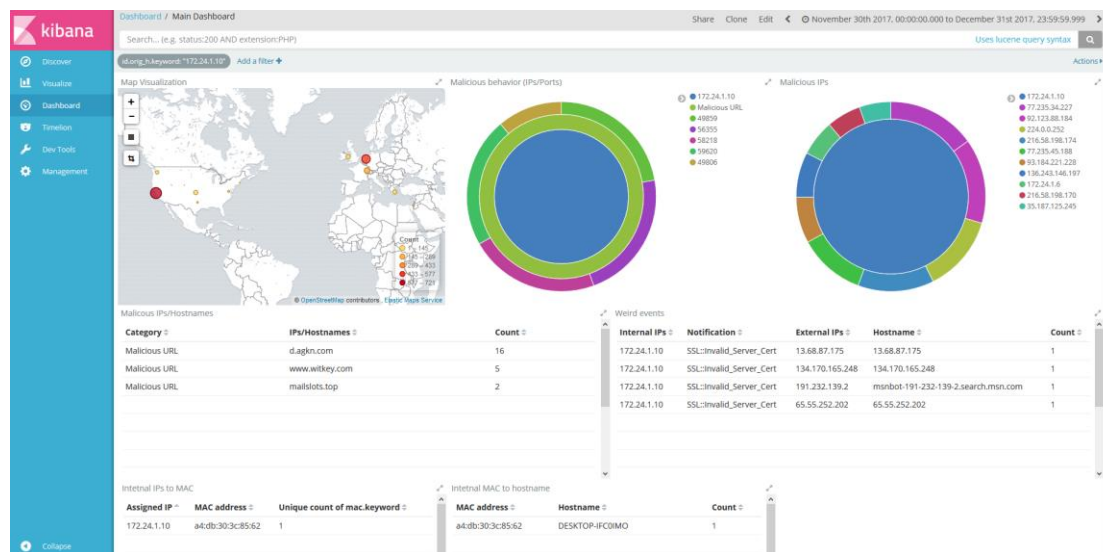 kibana
Discover
Visualize
Dashboard
Timelion
Dev Tools
Management
Collapse
Dashboard / Main Dashboard
Share Clone Edit November 30th 2017, 00:00:00.000 to December 31st 2017, 23:59:59.999
Search... (e.g. status:200 AND extension:PHP) Uses lucene query syntax
id.orig_h.keyword: "172.24.1.10" Add a filter + Actions
Map Visualization
+
−
Count
© OpenStreetMap contributors , Elastic Maps Service
Malicious behavior (IPs/Ports)
172.24.1.10
Malicious URL
49859
56355
58218
59620
49806
Malicious IPs
172.24.1.10
77.235.34.227
92.123.88.184
224.0.0.252
216.58.198.174
77.235.45.188
93.184.221.228
136.243.146.197
172.24.1.6
216.58.198.170
35.187.125.245
Malicous IPs/Hostnames
Category IPs/Hostnames Count
Malicious URL d.agkn.com 16
Malicious URL www.witkey.com 5
Malicious URL mailslots.top 2
Weird events
Internal IPs Notification External IPs Hostname Count
172.24.1.10 SSL::Invalid_Server_Cert 13.68.87.175 13.68.87.175 1
172.24.1.10 SSL::Invalid_Server_Cert 134.170.165.248 134.170.165.248 1
172.24.1.10 SSL::Invalid_Server_Cert 191.232.139.2 msnbot-191-232-139-2.search.msn.com 1
172.24.1.10 SSL::Invalid_Server_Cert 65.55.252.202 65.55.252.202 1
Intetnal IPs to MAC
Assigned IP MAC address Unique count of mac.keyword
172.24.1.10 a4:db:30:3c:85:62 1
Intetnal MAC to hostname
MAC address Hostname Count
a4:db:30:3c:85:62 DESKTOP-IFC0IMO 1